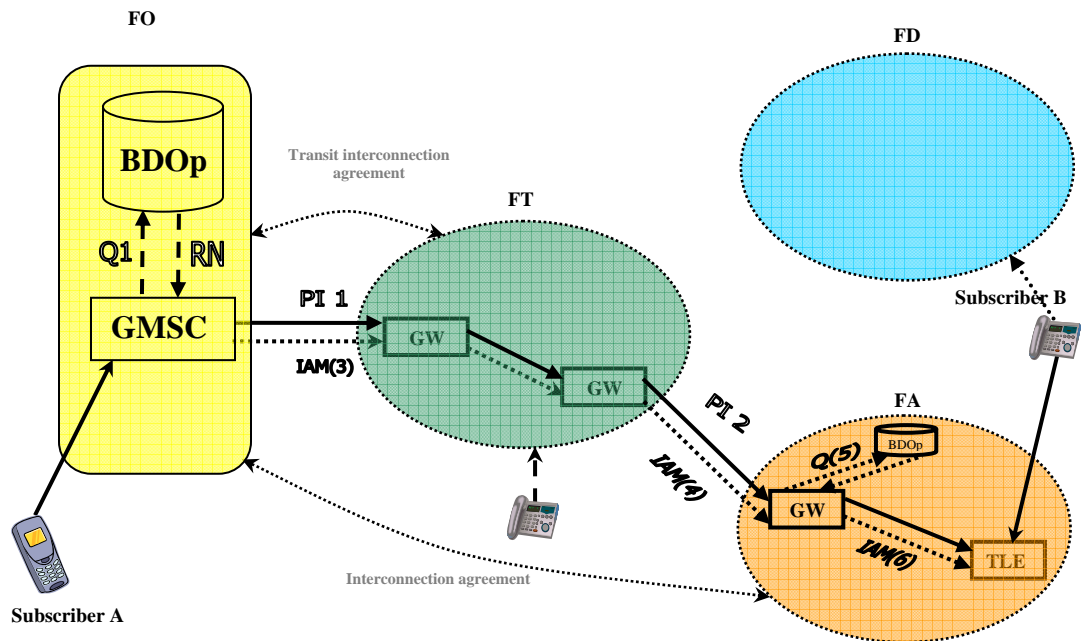 FO
FD
BDOp
Transit interconnection
agreement
FT
Q1
RN
PI 1
Subscriber B
GMSC
GW
IAM(3)
GW
PI 2
FA
Q(5)
BDOp
IAM(4)
GW
IAM(6)
TLE
Interconnection agreement
Subscriber A